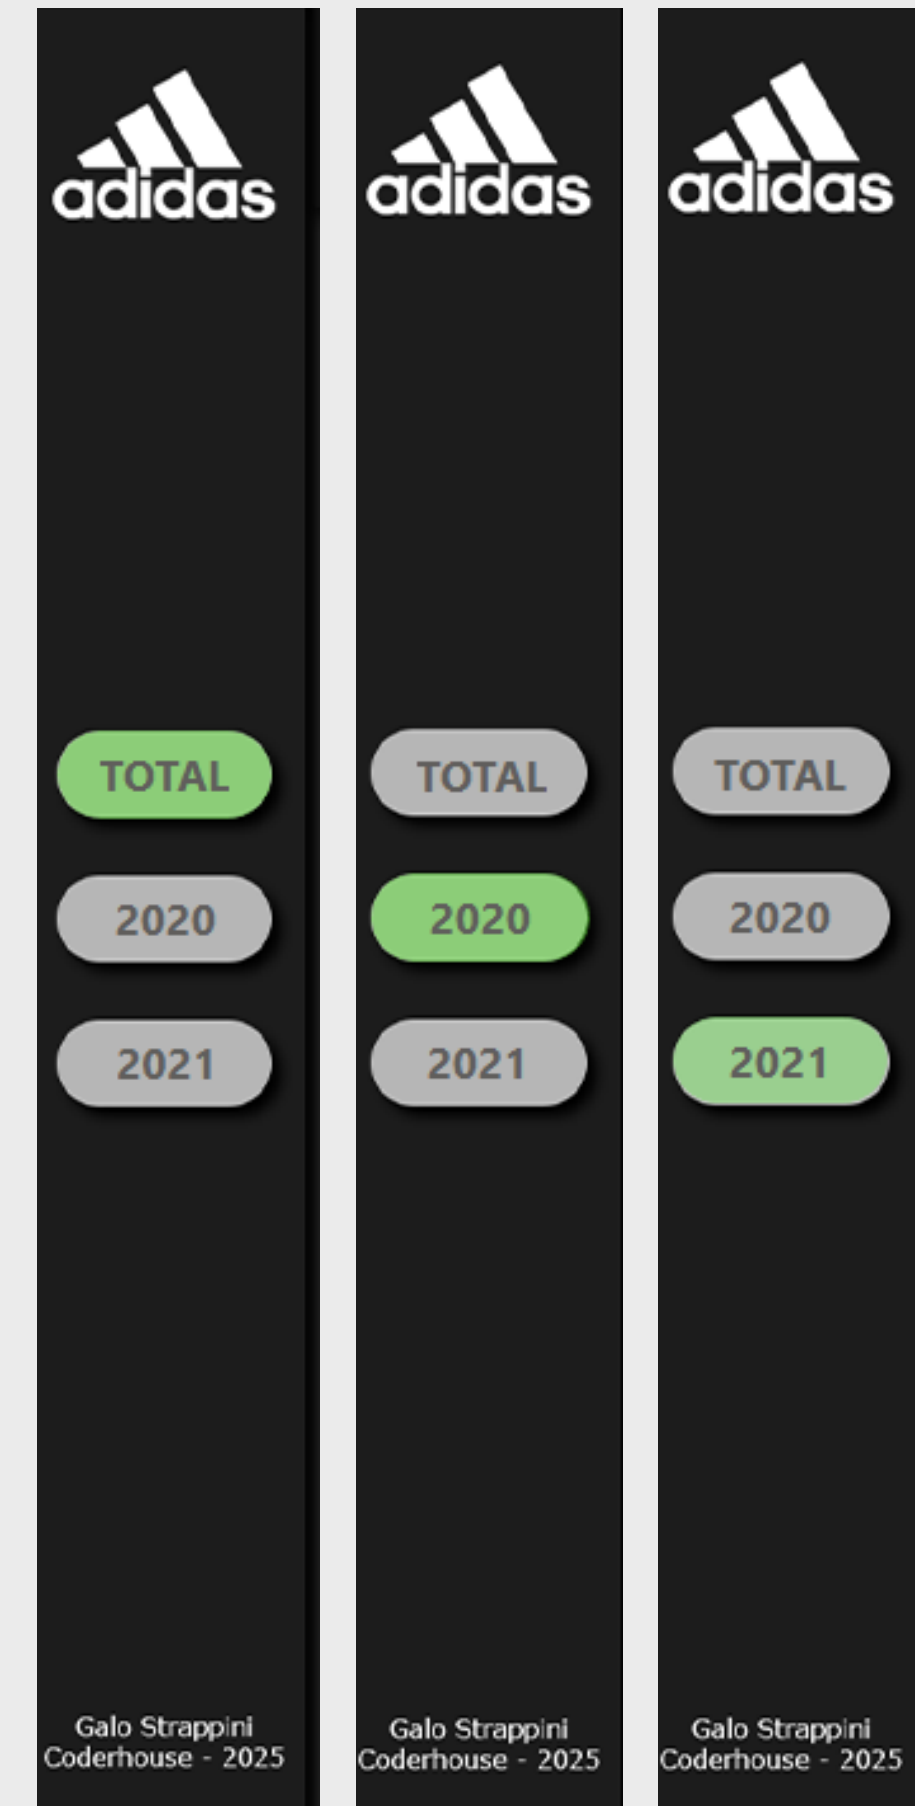 adidas
TOTAL
2020
2021
Galo Strappini
Coderhouse - 2025
adidas
TOTAL
2020
2021
Galo Strappini
Coderhouse - 2025
adidas
TOTAL
2020
2021
Galo Strappini
Coderhouse - 2025